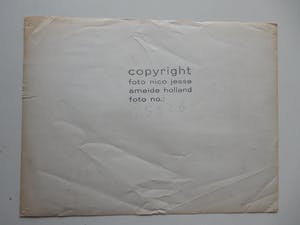 copyright
foto nico jesse
ameide holland
foto no.: